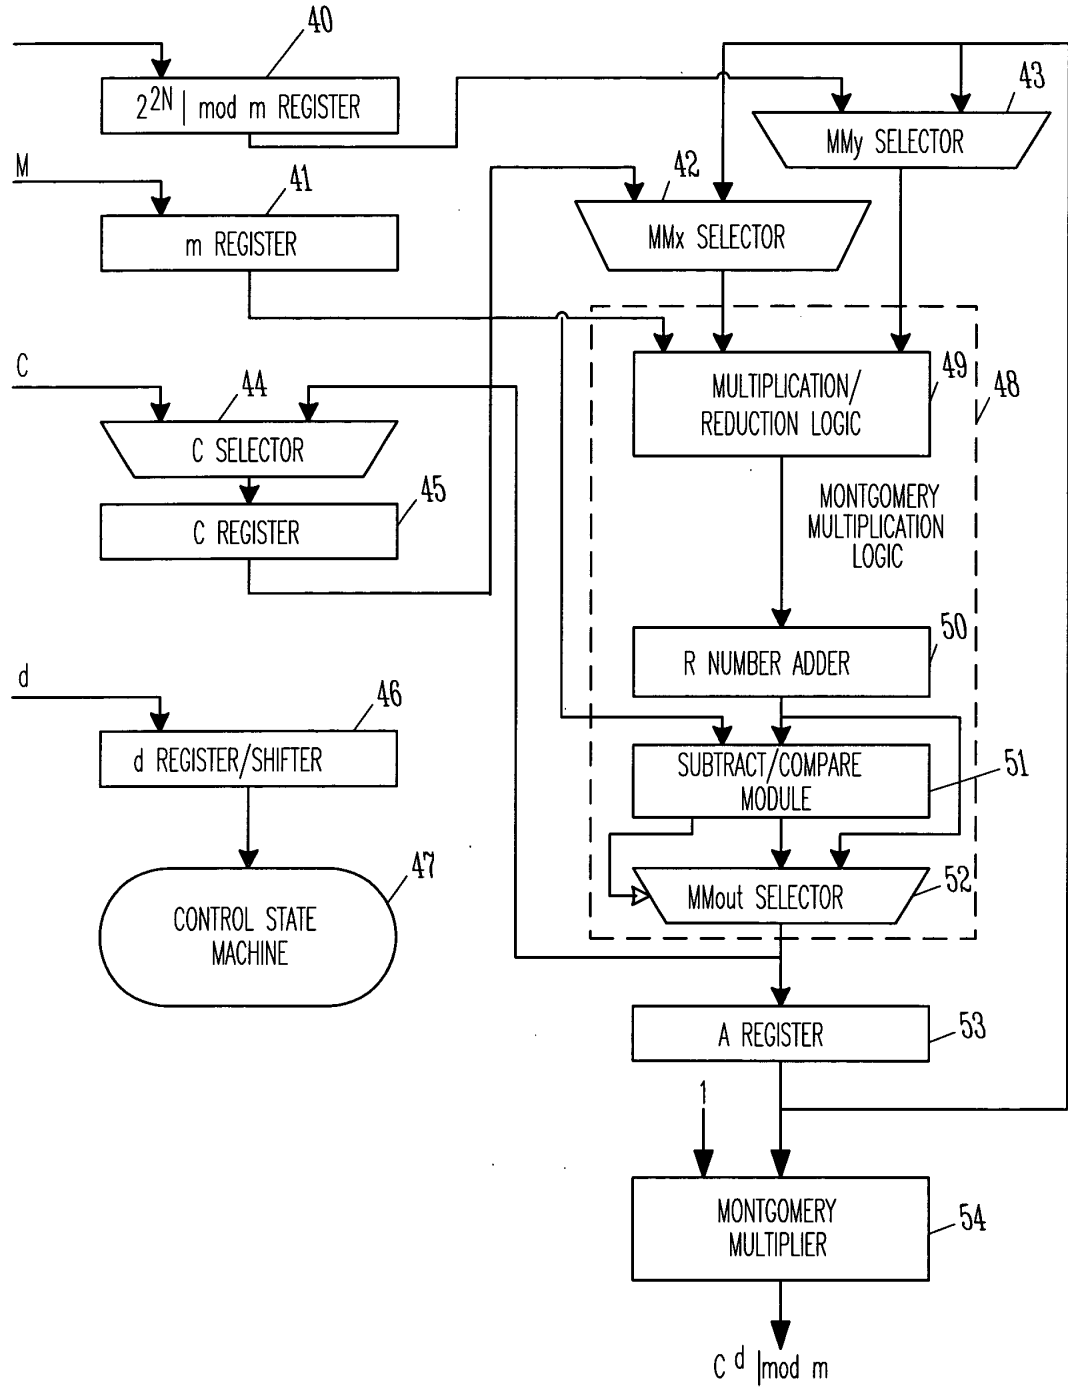 40
2^2N | mod m REGISTER
43
MMy SELECTOR
M
41
m REGISTER
42
MMx SELECTOR
C
44
C SELECTOR
45
C REGISTER
49
MULTIPLICATION/
REDUCTION LOGIC
48
MONTGOMERY
MULTIPLICATION
LOGIC
50
R NUMBER ADDER
d
46
d REGISTER/SHIFTER
SUBTRACT/COMPARE
MODULE
51
47
CONTROL STATE
MACHINE
MMout SELECTOR
52
A REGISTER
53
1
MONTGOMERY
MULTIPLIER
54
C^d |mod m